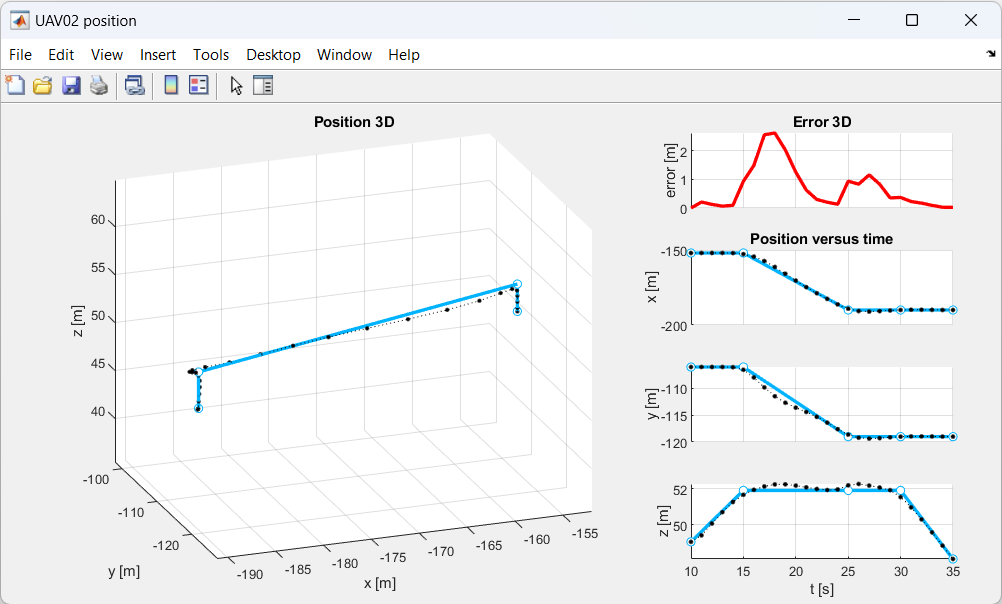 UAV02 position
File Edit View Insert Tools Desktop Window Help
Position 3D
60
55
50
45
40
z [m]
-100
-110
-120
y [m]
-190
-185
-180
-175
-170
-165
-160
-155
x [m]
Error 3D
2
1
0
error [m]
Position versus time
-150
-200
x [m]
-110
-115
-120
y [m]
52
50
z [m]
10 15 20 25 30 35
t [s]